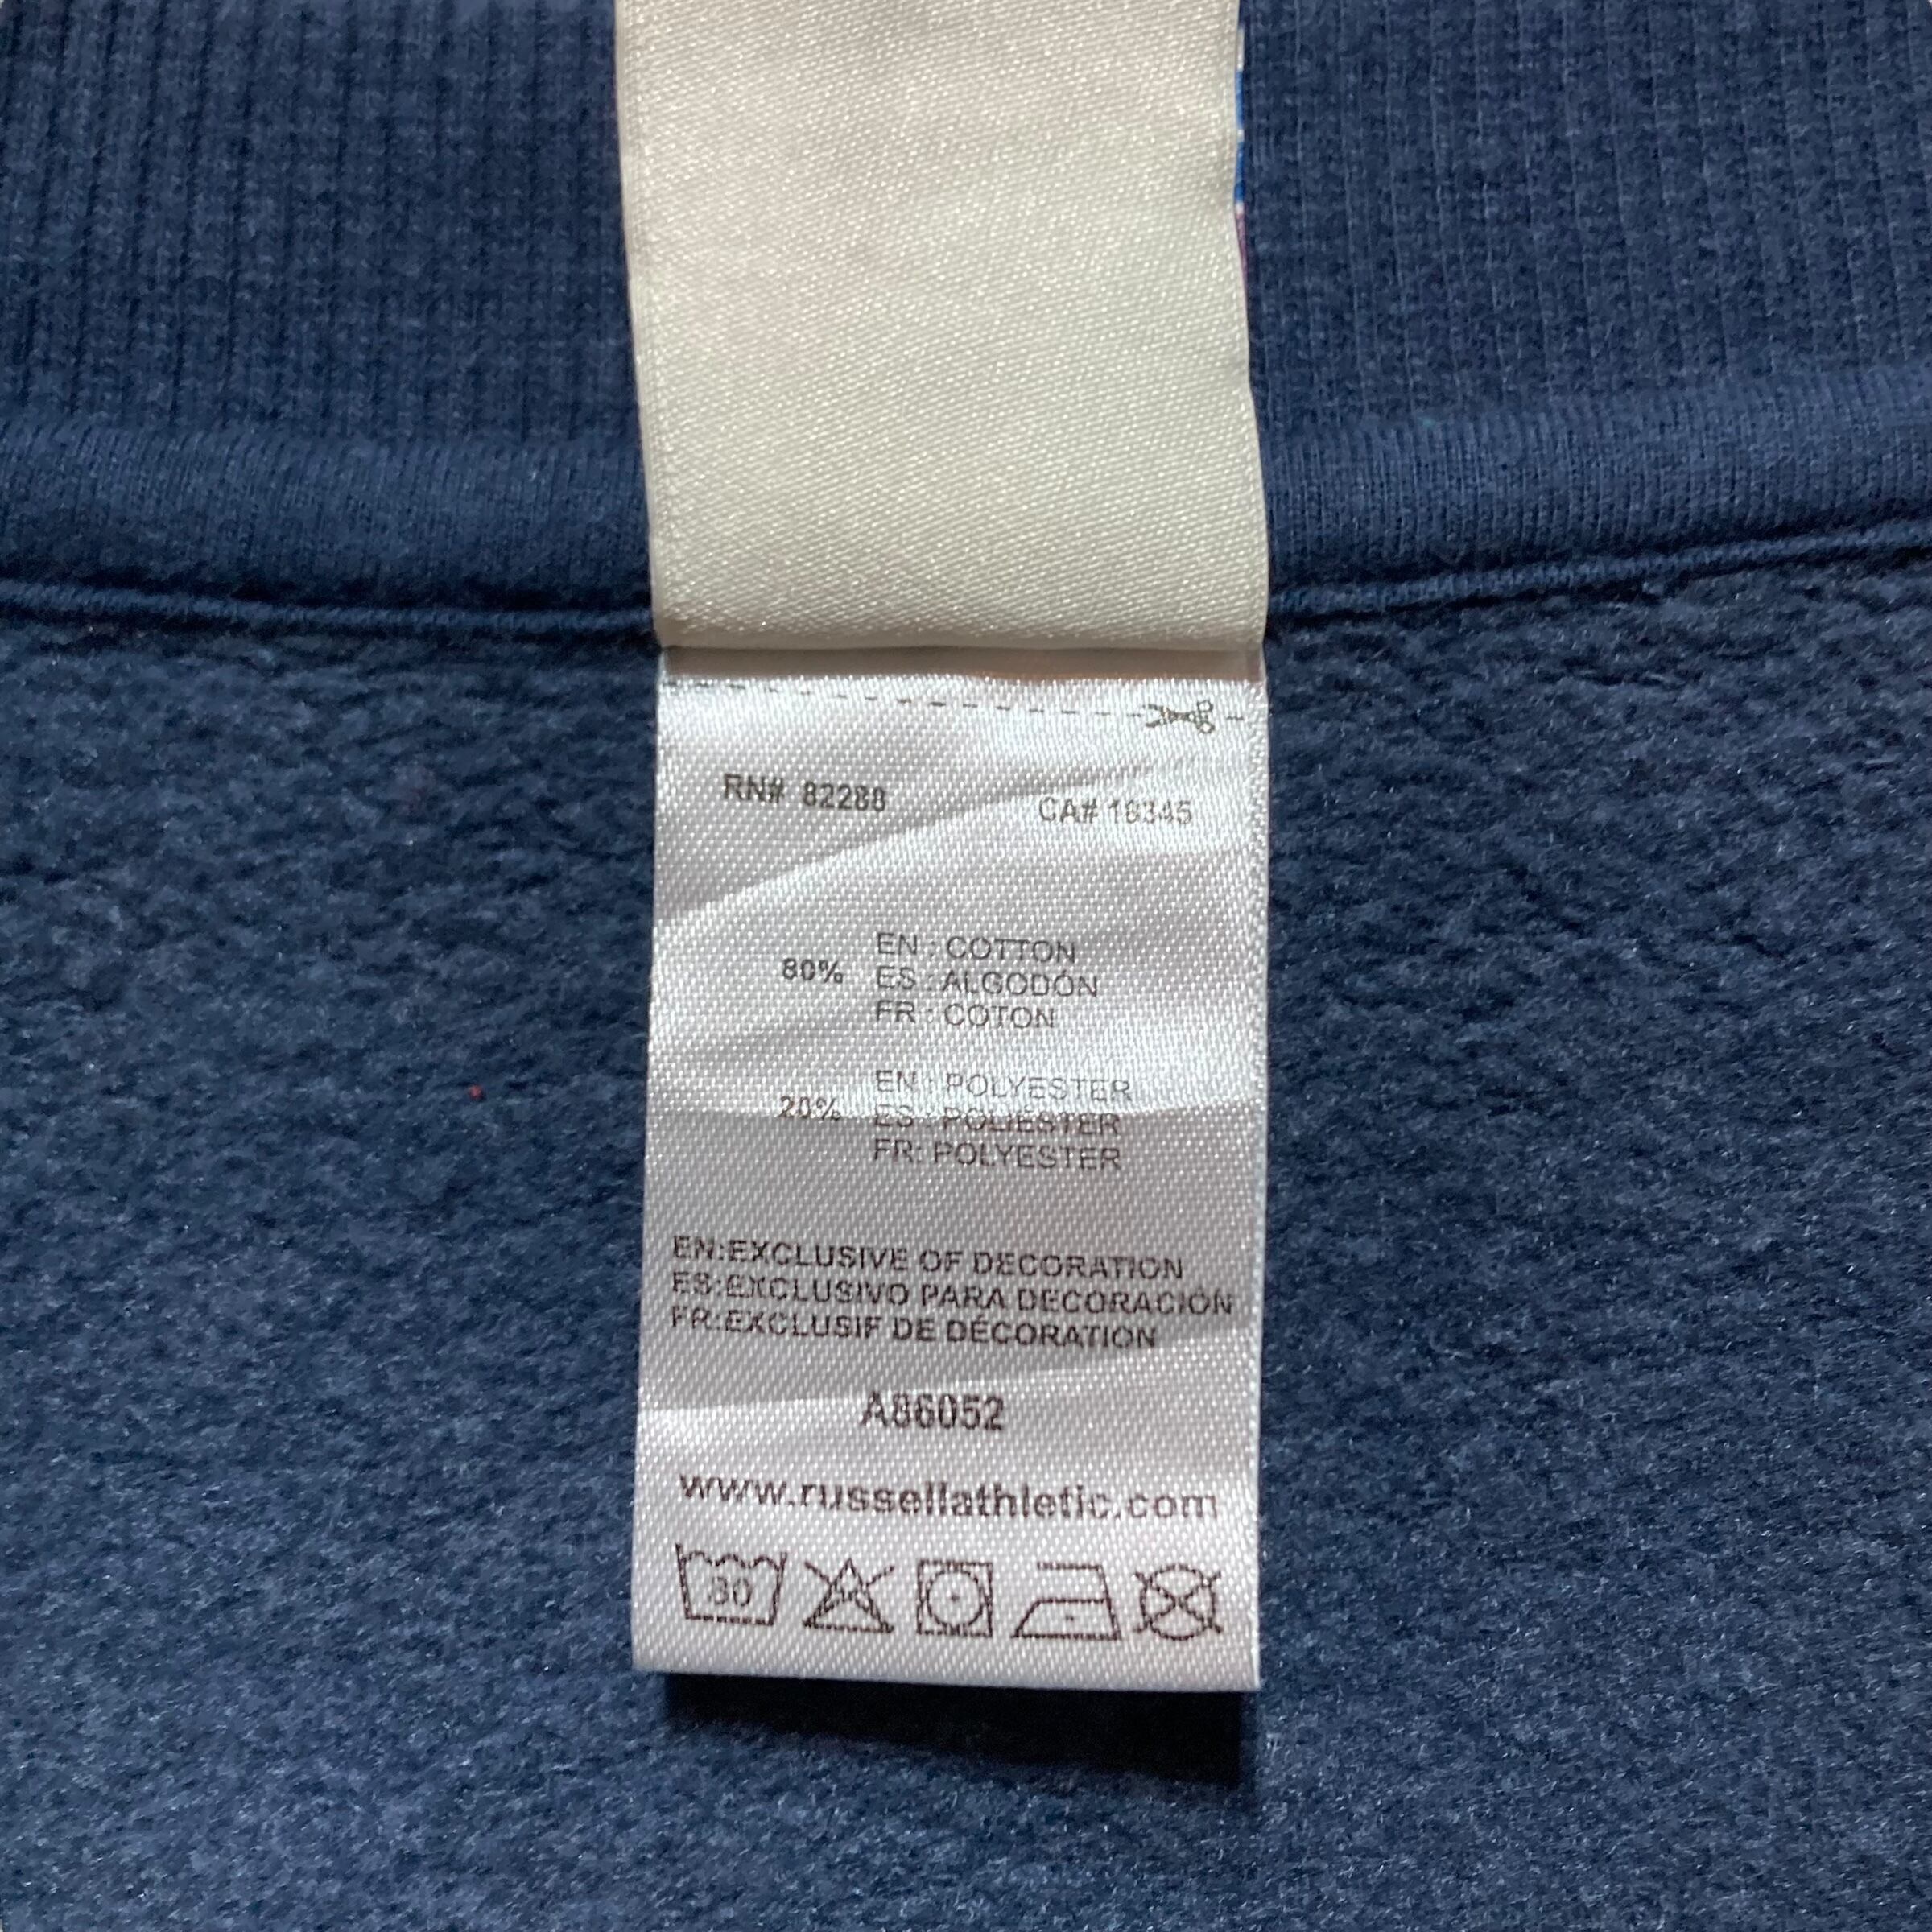 RN# 82288 CA# 18345
80%
EN : COTTON
ES : ALGODÓN
FR : COTON
20%
EN : POLYESTER
ES : POLIÉSTER
FR: POLYESTER
EN:EXCLUSIVE OF DECORATION
ES:EXCLUSIVO PARA DECORACIÓN
FR:EXCLUSIF DE DÉCORATION
A86052
www.russellathletic.com
30